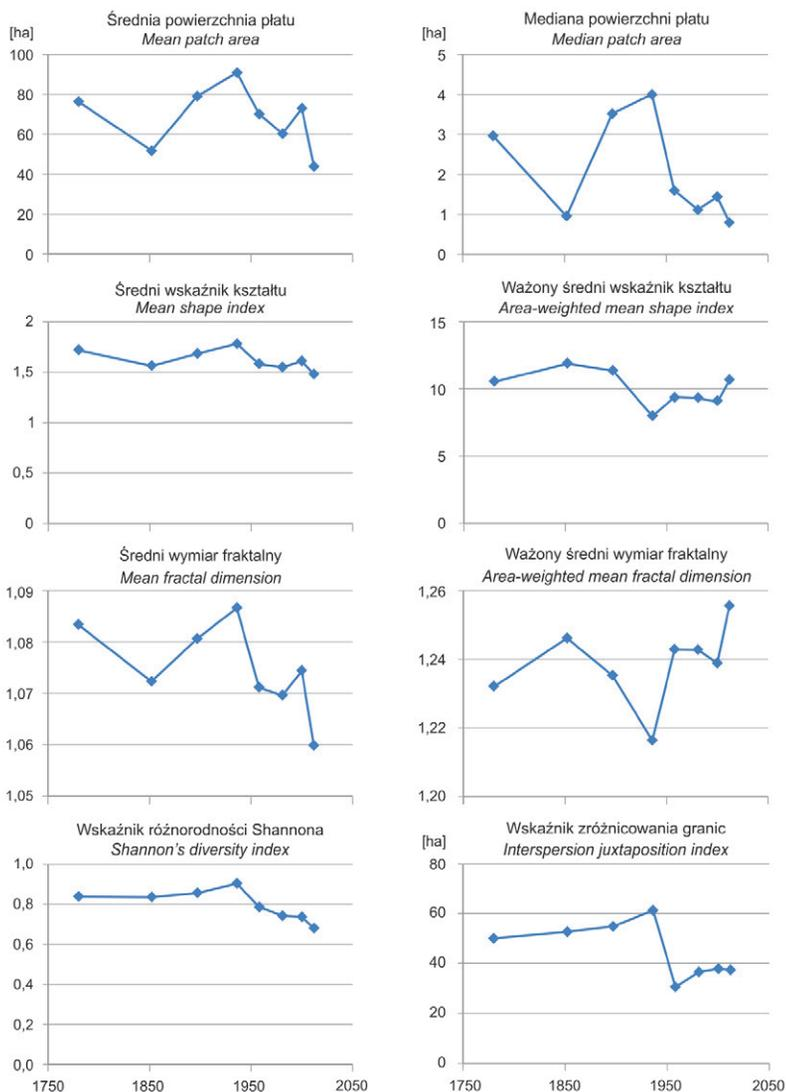 Średnia powierzchnia płatu
Mean patch area
[ha]
100
80
60
40
20
0
Mediana powierzchni płatu
Median patch area
[ha]
5
4
3
2
1
0
Średni wskaźnik kształtu
Mean shape index
2
1,5
1
0,5
0
Ważony średni wskaźnik kształtu
Area-weighted mean shape index
15
10
5
0
Średni wymiar fraktalny
Mean fractal dimension
1,09
1,08
1,07
1,06
1,05
Ważony średni wymiar fraktalny
Area-weighted mean fractal dimension
1,26
1,24
1,22
1,20
Wskaźnik różnorodności Shannona
Shannon's diversity index
1,0
0,8
0,6
0,4
0,2
0,0
1750 1850 1950 2050
Wskaźnik zróżnicowania granic
Interspersion juxtaposition index
[ha]
80
60
40
20
0
1750 1850 1950 2050